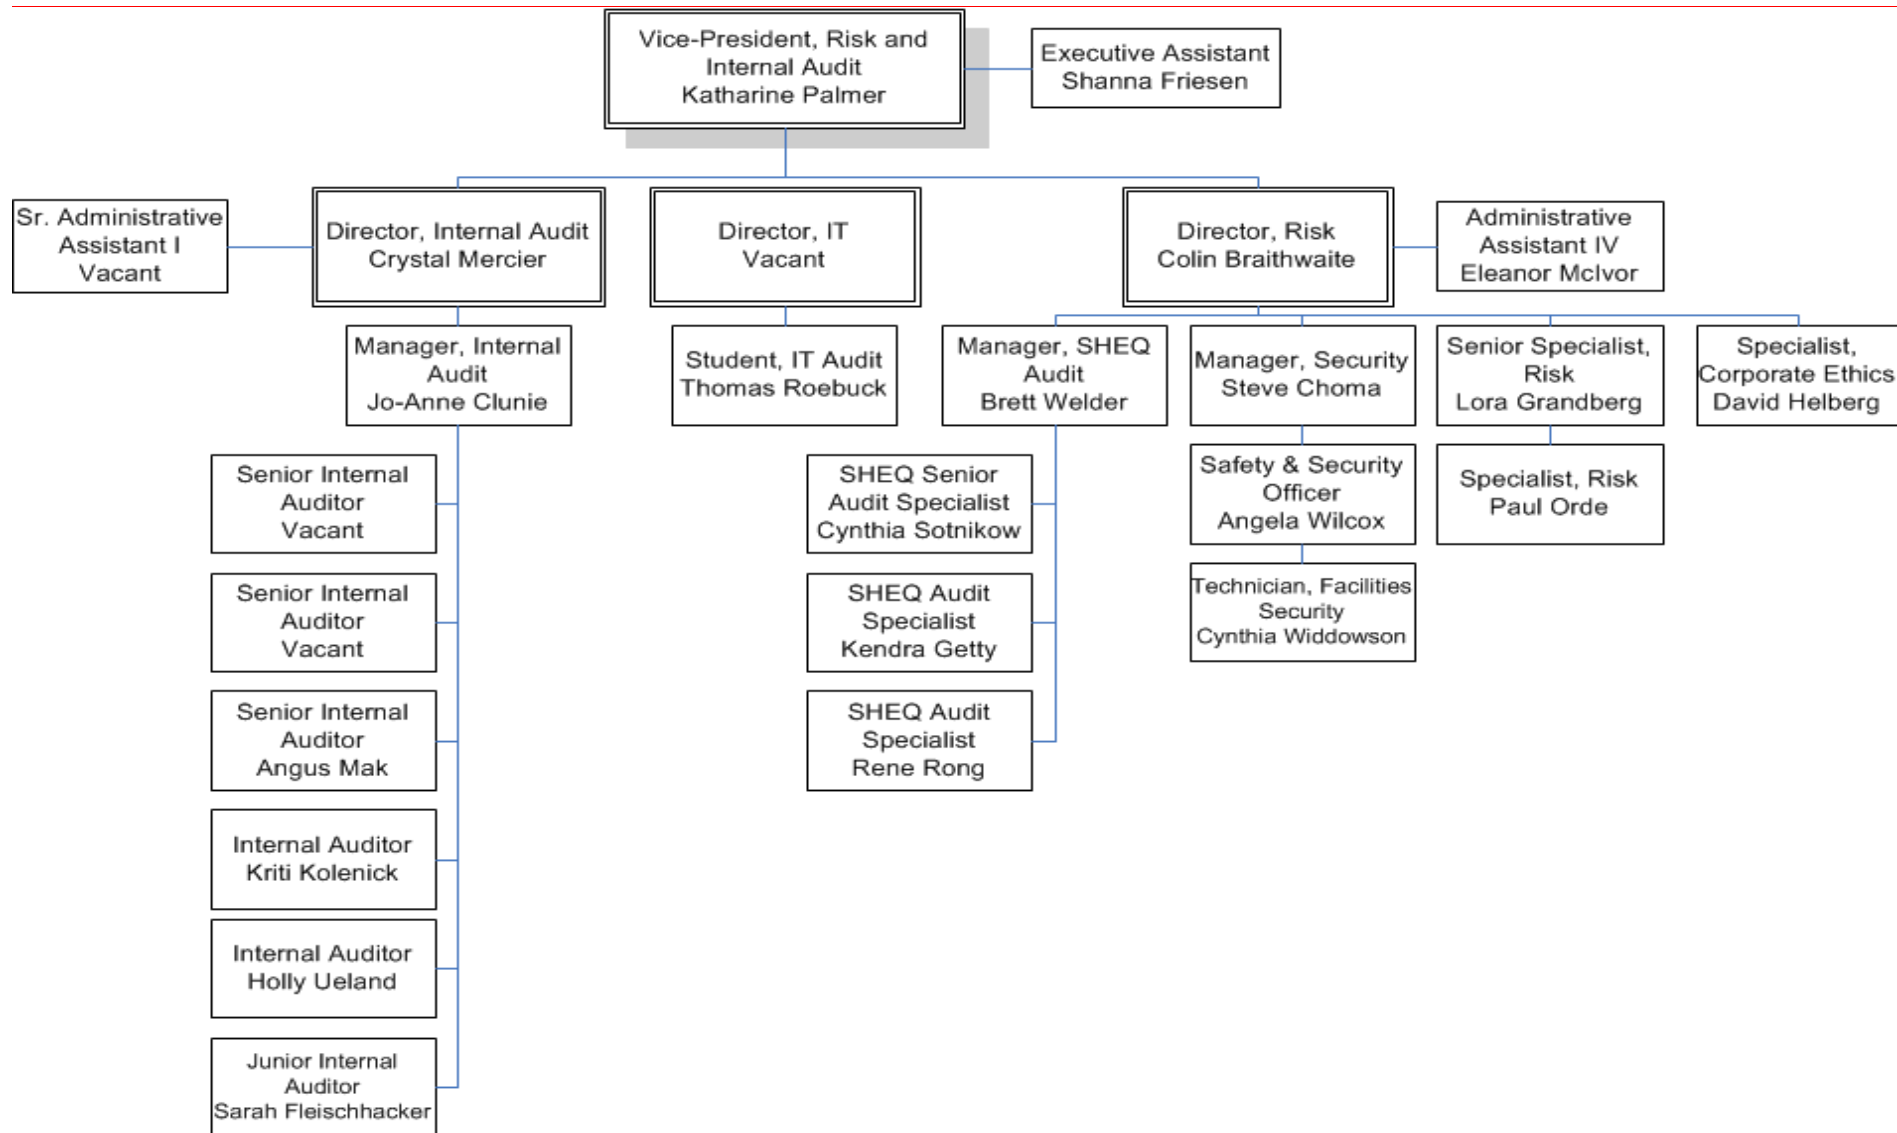 Vice-President, Risk and
Internal Audit
Katharine Palmer
Executive Assistant
Shanna Friesen
Sr. Administrative
Assistant I
Vacant
Director, Internal Audit
Crystal Mercier
Director, IT
Vacant
Director, Risk
Colin Braithwaite
Administrative
Assistant IV
Eleanor McIvor
Manager, Internal
Audit
Jo-Anne Clunie
Student, IT Audit
Thomas Roebuck
Manager, SHEQ
Audit
Brett Welder
Manager, Security
Steve Choma
Senior Specialist,
Risk
Lora Grandberg
Specialist,
Corporate Ethics
David Helberg
Senior Internal
Auditor
Vacant
SHEQ Senior
Audit Specialist
Cynthia Sotnikow
Safety & Security
Officer
Angela Wilcox
Specialist, Risk
Paul Orde
Senior Internal
Auditor
Vacant
SHEQ Audit
Specialist
Kendra Getty
Technician, Facilities
Security
Cynthia Widdowson
Senior Internal
Auditor
Angus Mak
SHEQ Audit
Specialist
Rene Rong
Internal Auditor
Kriti Kolenick
Internal Auditor
Holly Ueland
Junior Internal
Auditor
Sarah Fleischhacker